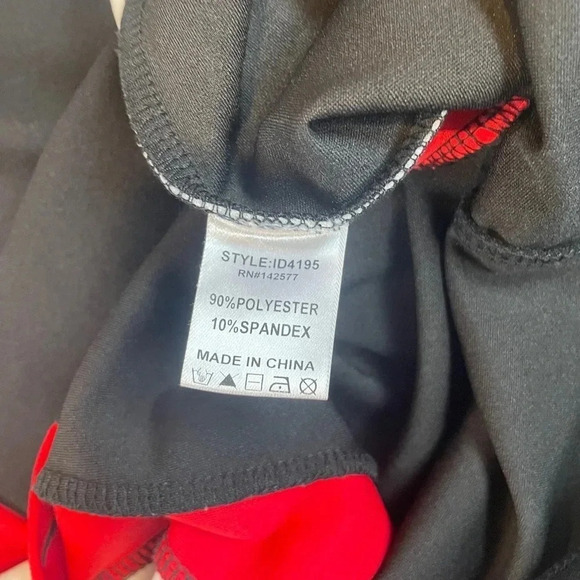 STYLE:ID4195
RN#142577
90%POLYESTER
10%SPANDEX
MADE IN CHINA